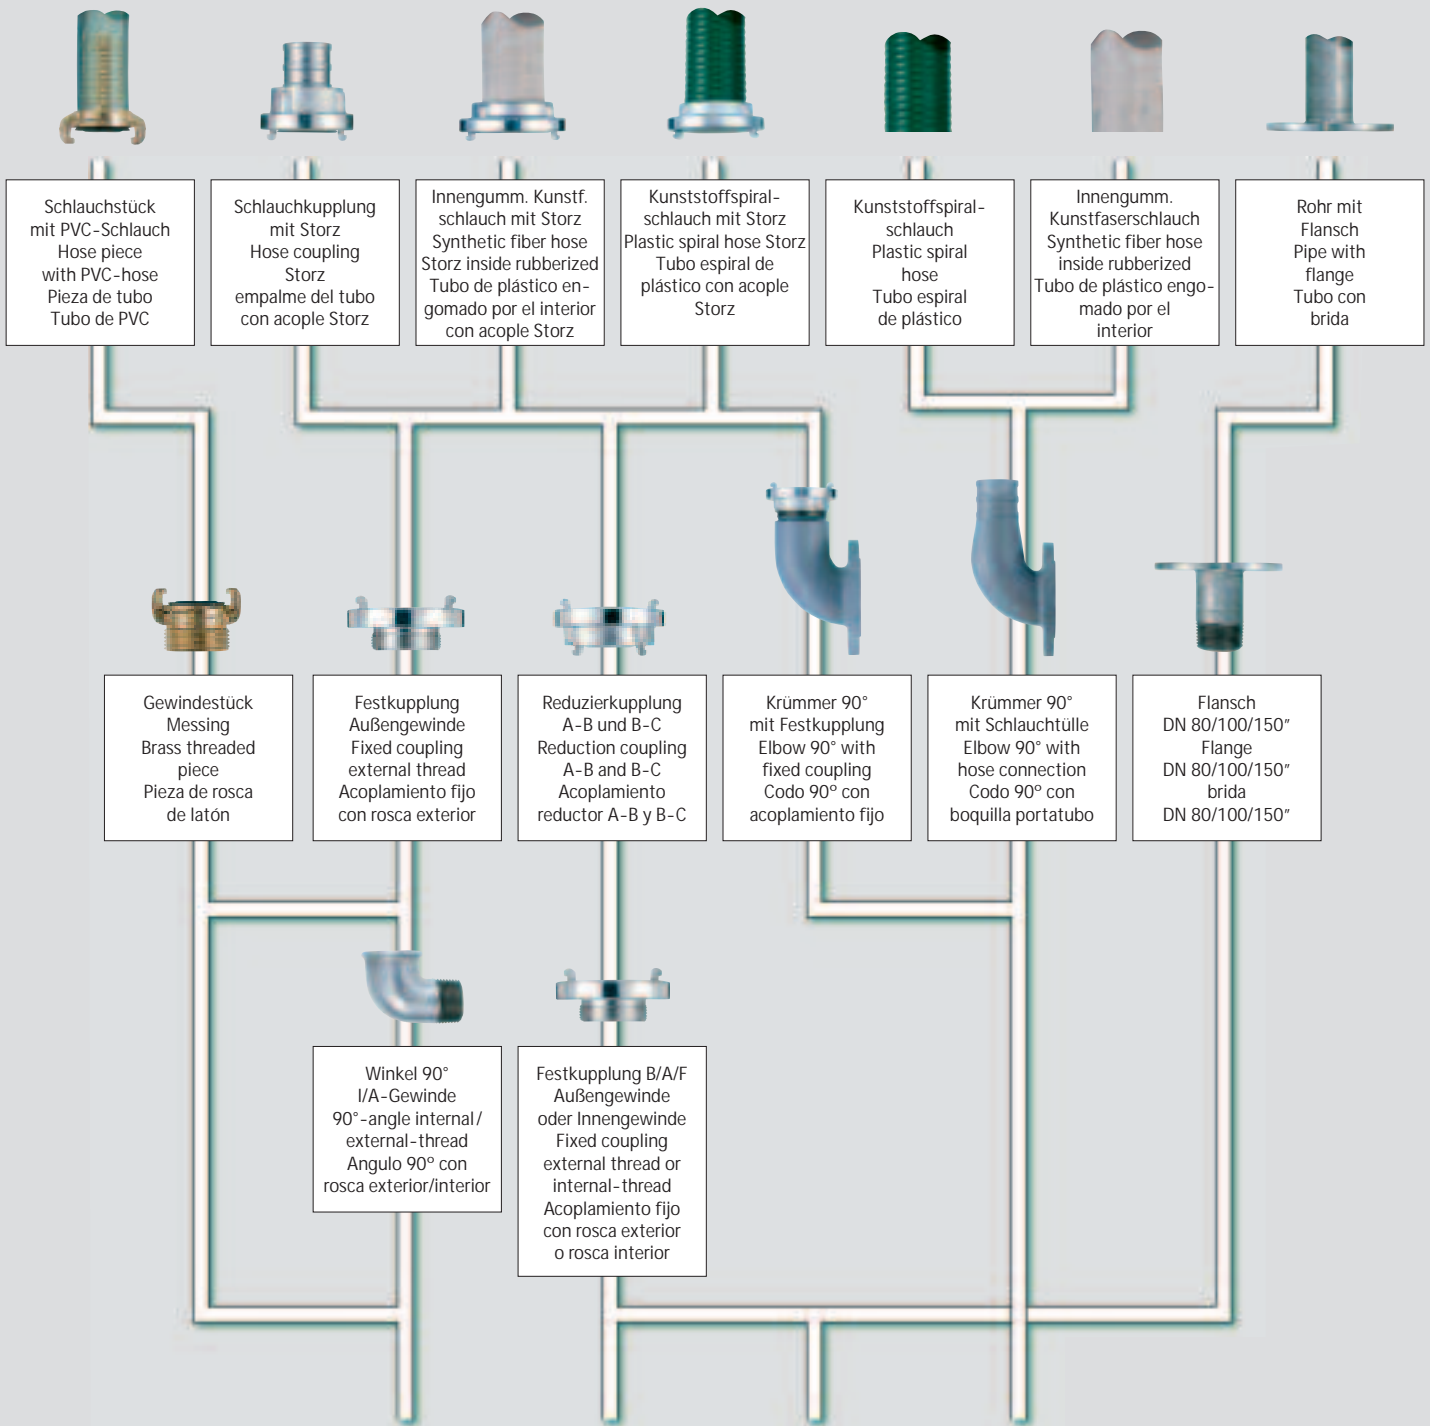 Schlauchstück
mit PVC-Schlauch
Hose piece
with PVC-hose
Pieza de tubo
Tubo de PVC
Schlauchkupplung
mit Storz
Hose coupling
Storz
empalme del tubo
con acople Storz
Innengumm. Kunstf.
schlauch mit Storz
Synthetic fiber hose
Storz inside rubberized
Tubo de plástico en-
gomado por el interior
con acople Storz
Kunststoffspiral-
schlauch mit Storz
Plastic spiral hose Storz
Tubo espiral de
plástico con acople
Storz
Kunststoffspiral-
schlauch
Plastic spiral
hose
Tubo espiral
de plástico
Innengumm.
Kunstfaserschlauch
Synthetic fiber hose
inside rubberized
Tubo de plástico engo-
mado por el
interior
Rohr mit
Flansch
Pipe with
flange
Tubo con
brida
Gewindestück
Messing
Brass threaded
piece
Pieza de rosca
de latón
Festkupplung
Außengewinde
Fixed coupling
external thread
Acoplamiento fijo
con rosca exterior
Reduzierkupplung
A-B und B-C
Reduction coupling
A-B and B-C
Acoplamiento
reductor A-B y B-C
Krümmer 90°
mit Festkupplung
Elbow 90° with
fixed coupling
Codo 90º con
acoplamiento fijo
Krümmer 90°
mit Schlauchtülle
Elbow 90° with
hose connection
Codo 90º con
boquilla portatubo
Flansch
DN 80/100/150″
Flange
DN 80/100/150″
brida
DN 80/100/150″
Winkel 90°
I/A-Gewinde
90°-angle internal/
external-thread
Angulo 90º con
rosca exterior/interior
Festkupplung B/A/F
Außengewinde
oder Innengewinde
Fixed coupling
external thread or
internal-thread
Acoplamiento fijo
con rosca exterior
o rosca interior